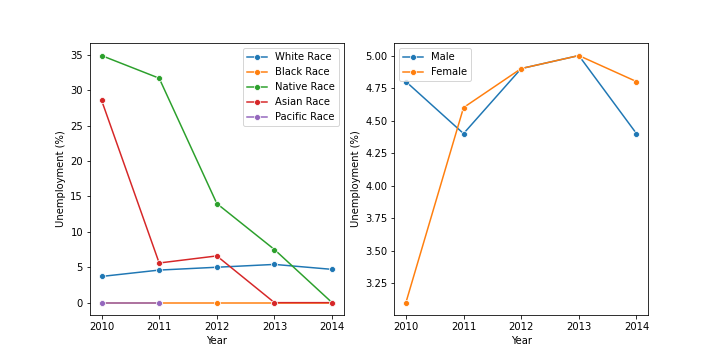 35
30
25
20
15
10
5
0
Unemployment (%)
2010 2011 2012 2013 2014
Year
White Race
Black Race
Native Race
Asian Race
Pacific Race
5.00
4.75
4.50
4.25
4.00
3.75
3.50
3.25
Unemployment (%)
2010 2011 2012 2013 2014
Year
Male
Female